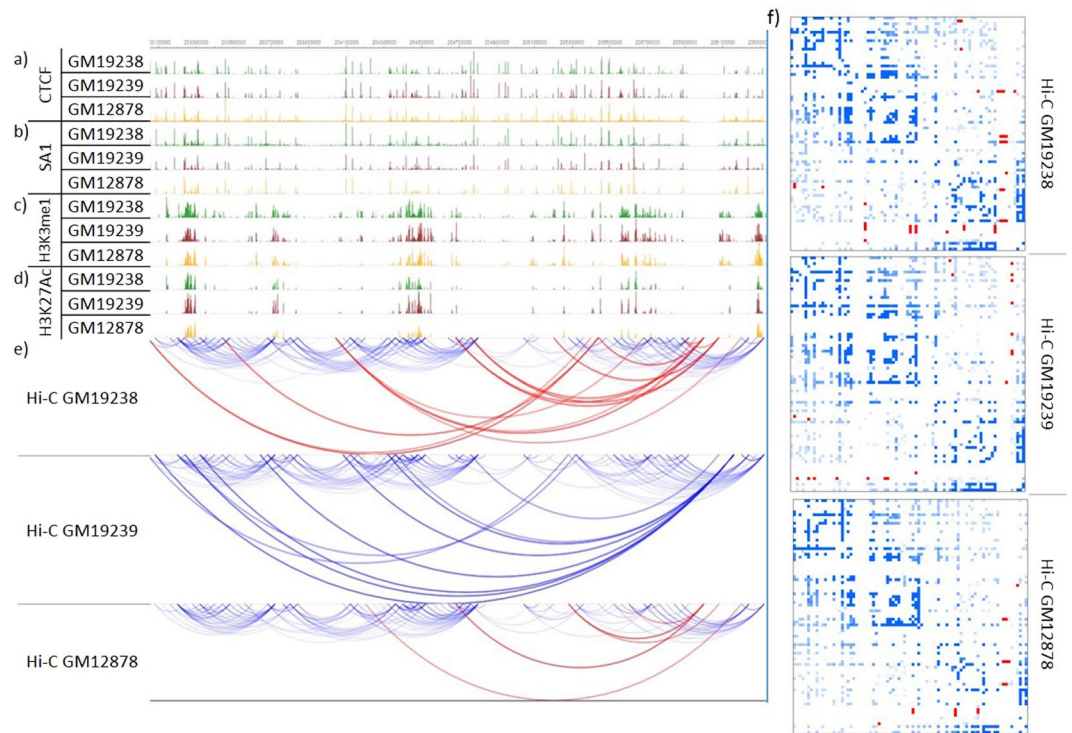 f)
a)
CTCF
GM19238
GM19239
GM12878
b)
SA1
GM19238
GM19239
GM12878
c)
H3K3me1
GM19238
GM19239
GM12878
d)
H3K27Ac
GM19238
GM19239
GM12878
e)
Hi-C GM19238
Hi-C GM19239
Hi-C GM12878
Hi-C GM19238
Hi-C GM19239
Hi-C GM12878